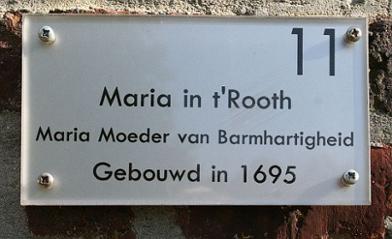 11
Maria in t'Rooth
Maria Moeder van Barmhartigheid
Gebouwd in 1695